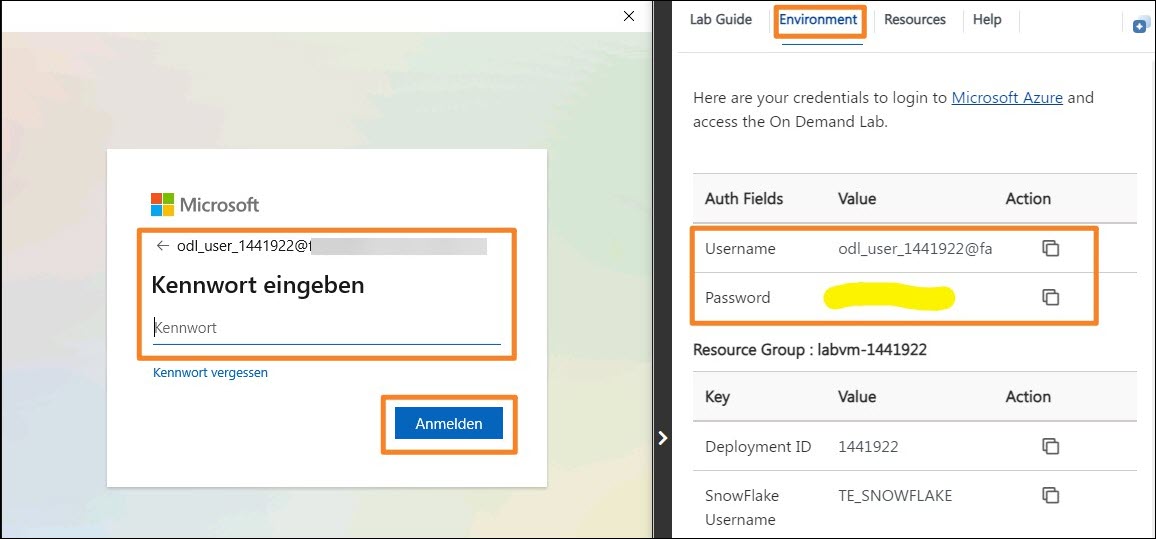 Microsoft
odl_user_1441922@f
Kennwort eingeben
Kennwort
Kennwort vergessen
Anmelden
Lab Guide Environment Resources Help
Here are your credentials to login to Microsoft Azure and
access the On Demand Lab.
Auth Fields Value Action
Username odl_user_1441922@fa
Password
Resource Group : labvm-1441922
Key Value Action
Deployment ID 1441922
SnowFlake TE_SNOWFLAKE
Username